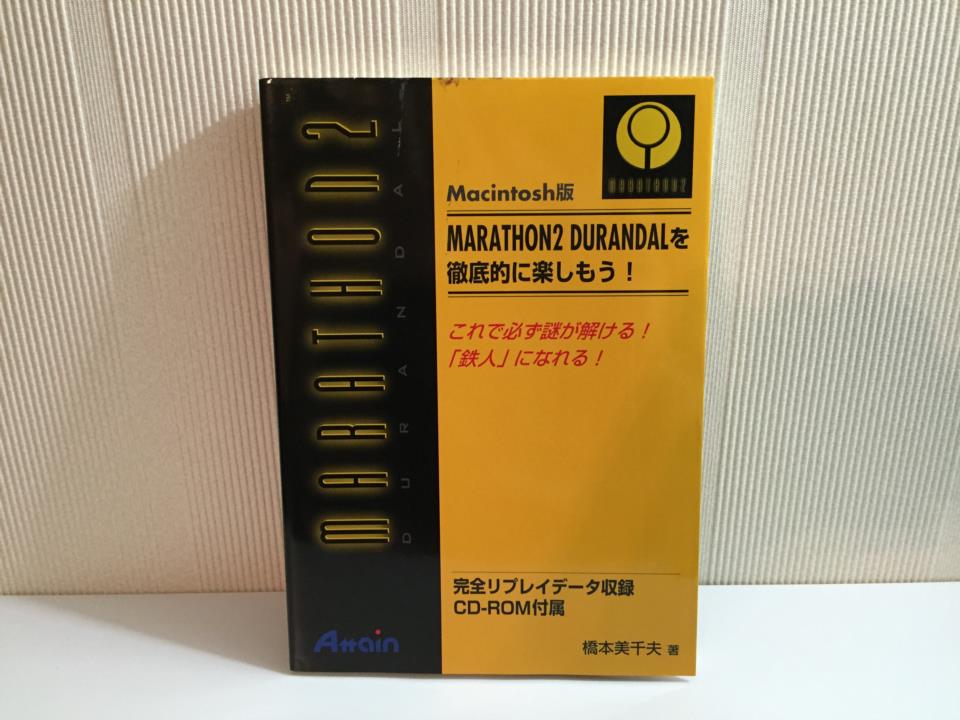 MARATHON2
DURANDAL
TM
MARATHON2
Macintosh版
MARATHON2 DURANDALを
徹底的に楽しもう！
これで必ず謎が解ける！
「鉄人」になれる！
完全リプレイデータ収録
CD-ROM付属
橋本美千夫 著
Attain